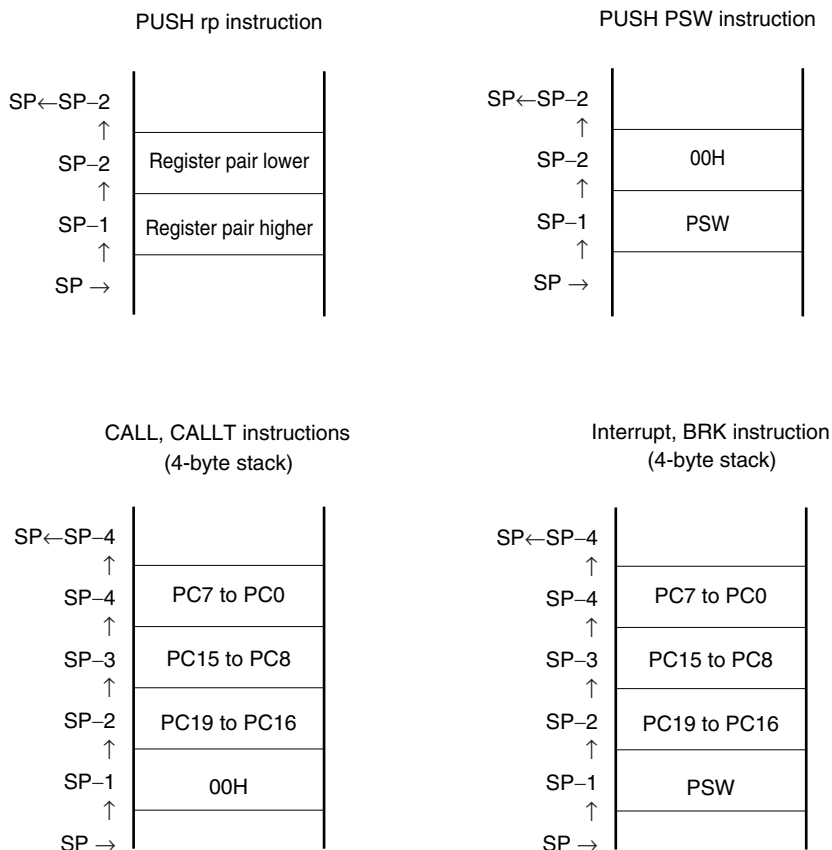 PUSH rp instruction
SP←SP–2
↑
SP–2
Register pair lower
↑
SP–1
Register pair higher
↑
SP →
PUSH PSW instruction
SP←SP–2
↑
SP–2
00H
↑
SP–1
PSW
↑
SP →
CALL, CALLT instructions
(4-byte stack)
SP←SP–4
↑
SP–4
PC7 to PC0
↑
SP–3
PC15 to PC8
↑
SP–2
PC19 to PC16
↑
SP–1
00H
↑
SP →
Interrupt, BRK instruction
(4-byte stack)
SP←SP–4
↑
SP–4
PC7 to PC0
↑
SP–3
PC15 to PC8
↑
SP–2
PC19 to PC16
↑
SP–1
PSW
↑
SP →